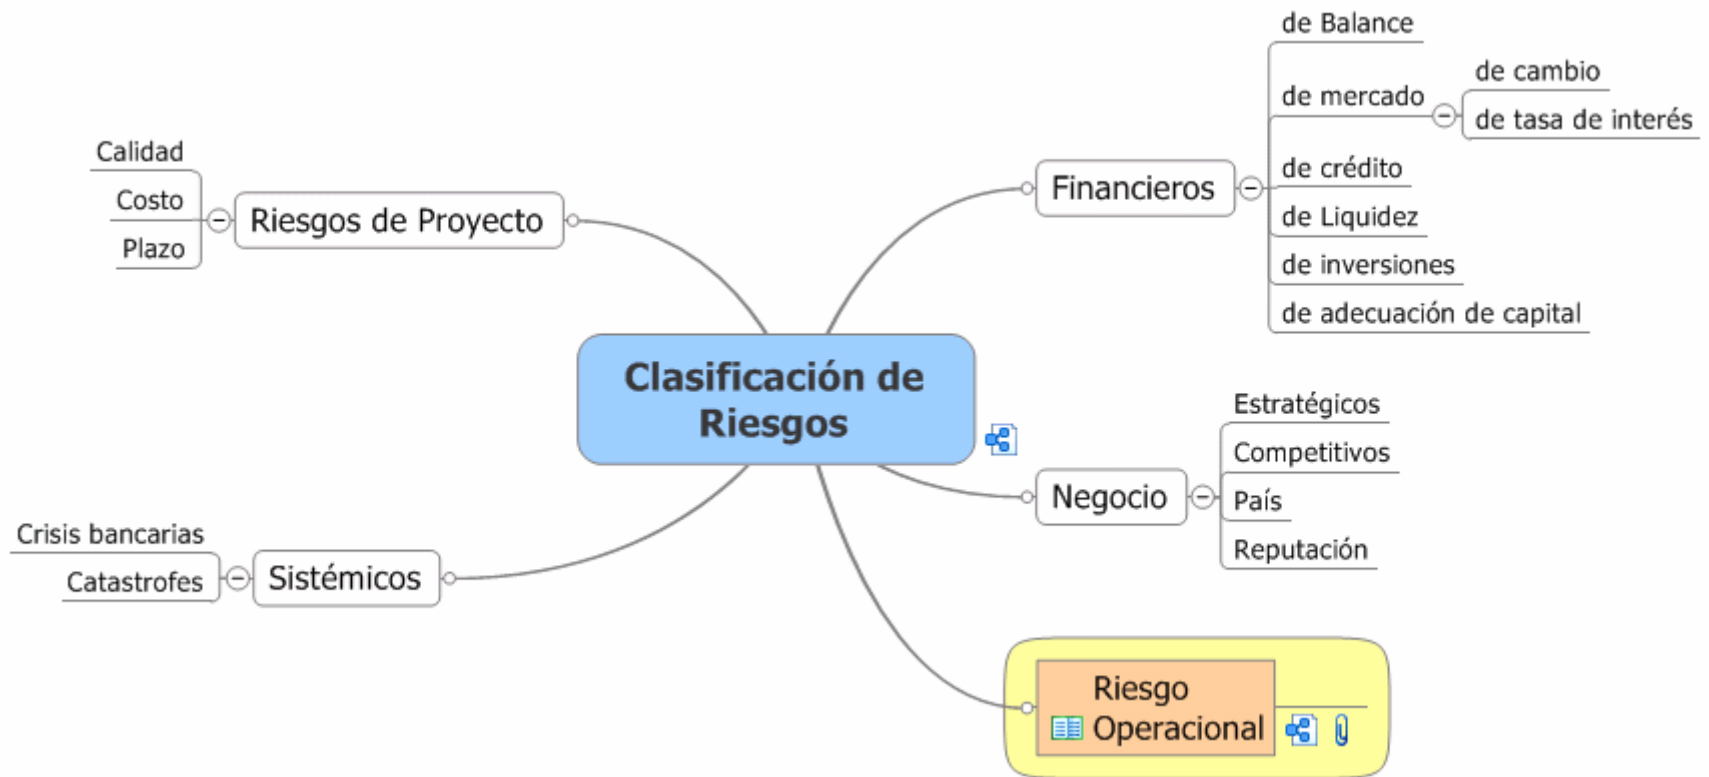 de Balance
de cambio
de mercado
de tasa de interés
Calidad
de crédito
Financieros
Costo
Riesgos de Proyecto
de Liquidez
Plazo
de inversiones
de adecuación de capital
Clasificación de
Riesgos
Estratégicos
Competitivos
Negocio
País
Reputación
Crisis bancarias
Sistémicos
Catastrofes
Riesgo
Operacional